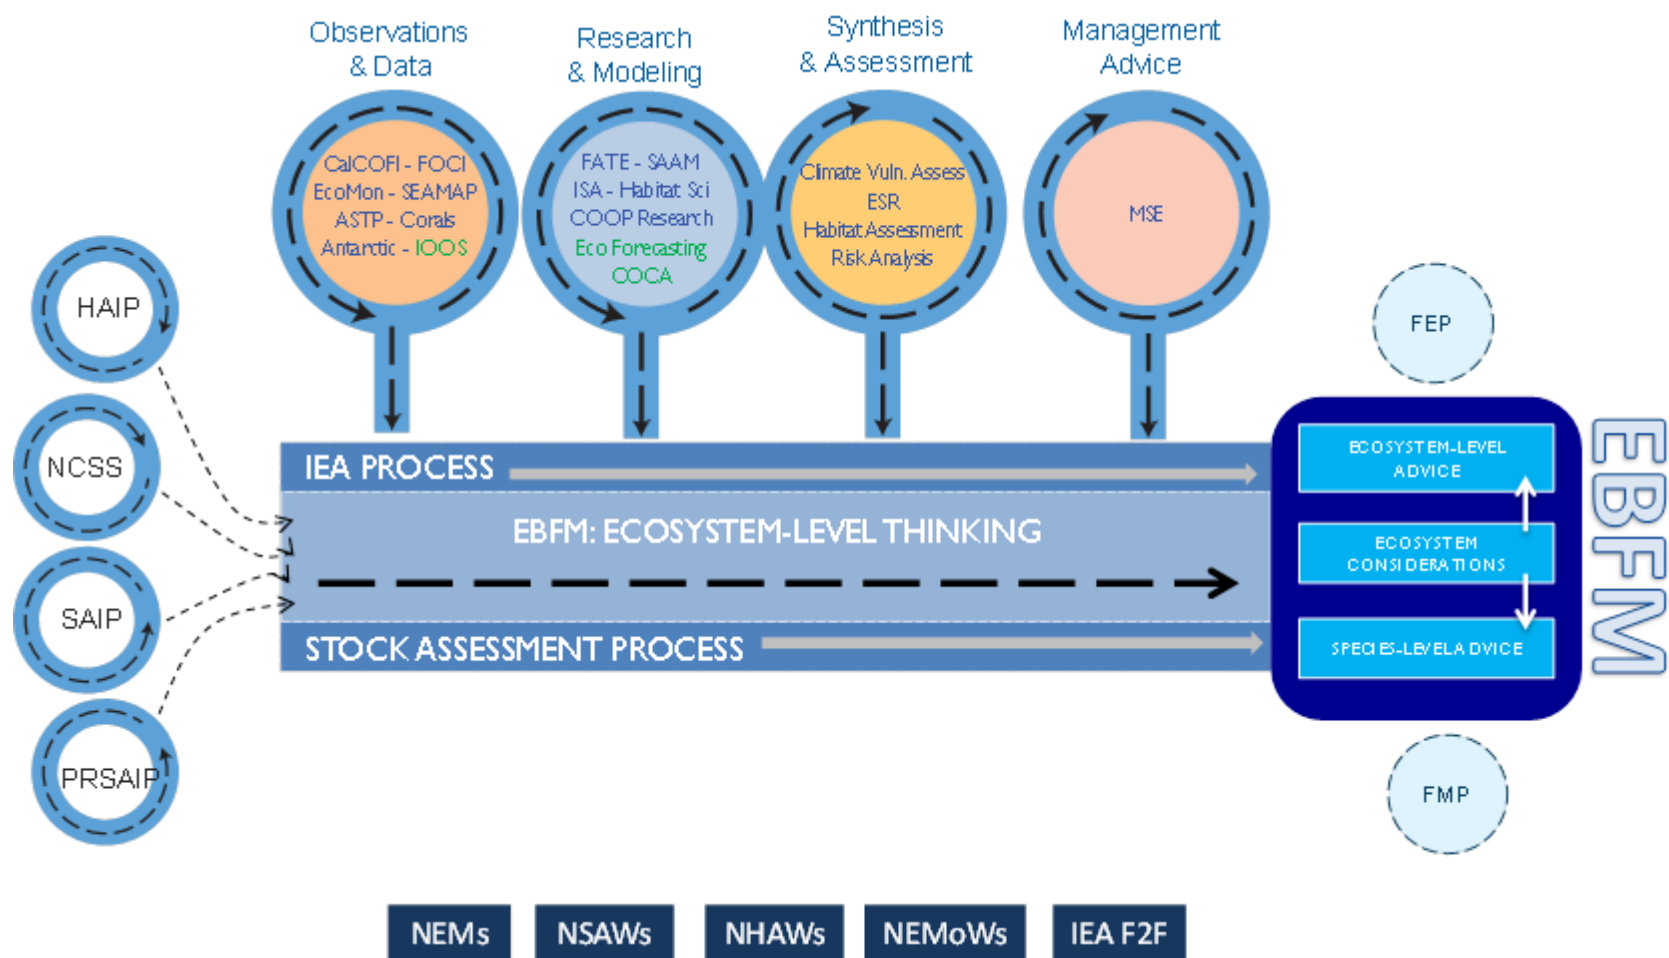 Observations
& Data
Research
& Modeling
Synthesis
& Assessment
Management
Advice
CalCOFI - FOCI
EcoMon - SEAMAP
ASTP - Corals
Antarctic - IOOS
FATE - SAAM
ISA - Habitat Sci
COOP Research
Eco Forecasting
COCA
Climate Vuln. Assess
ESR
Habitat Assessment
Risk Analysis
MSE
HAIP
NCSS
SAIP
PRSAIP
IEA PROCESS
EBFM: ECOSYSTEM-LEVEL THINKING
STOCK ASSESSMENT PROCESS
FEP
ECOSYSTEM-LEVEL
ADVICE
ECOSYSTEM
CONSIDERATIONS
SPECIES-LEVEL ADVICE
EBFM
FMP
NEMs
NSAWs
NHAWs
NEMoWs
IEA F2F